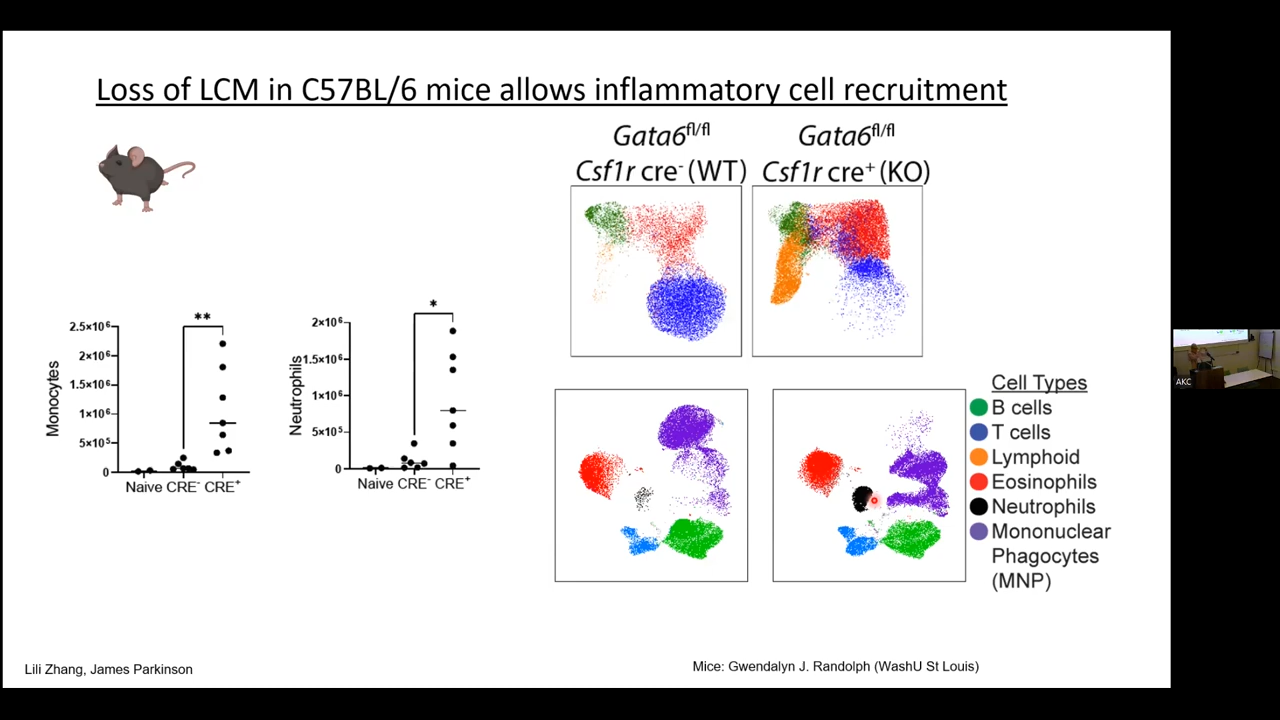 Loss of LCM in C57BL/6 mice allows inflammatory cell recruitment
Gata6fl/fl
Csf1r cre- (WT)
Gata6fl/fl
Csf1r cre+ (KO)
**
2.5×10⁶
2×10⁶
1.5×10⁶
1×10⁶
5×10⁵
0
Monocytes
Naive CRE- CRE+
*
2×10⁶
1.5×10⁶
1×10⁶
5×10⁵
0
Neutrophils
Naive CRE- CRE+
Cell Types
B cells
T cells
Lymphoid
Eosinophils
Neutrophils
Mononuclear
Phagocytes
(MNP)
AKC
Lili Zhang, James Parkinson
Mice: Gwendalyn J. Randolph (WashU St Louis)